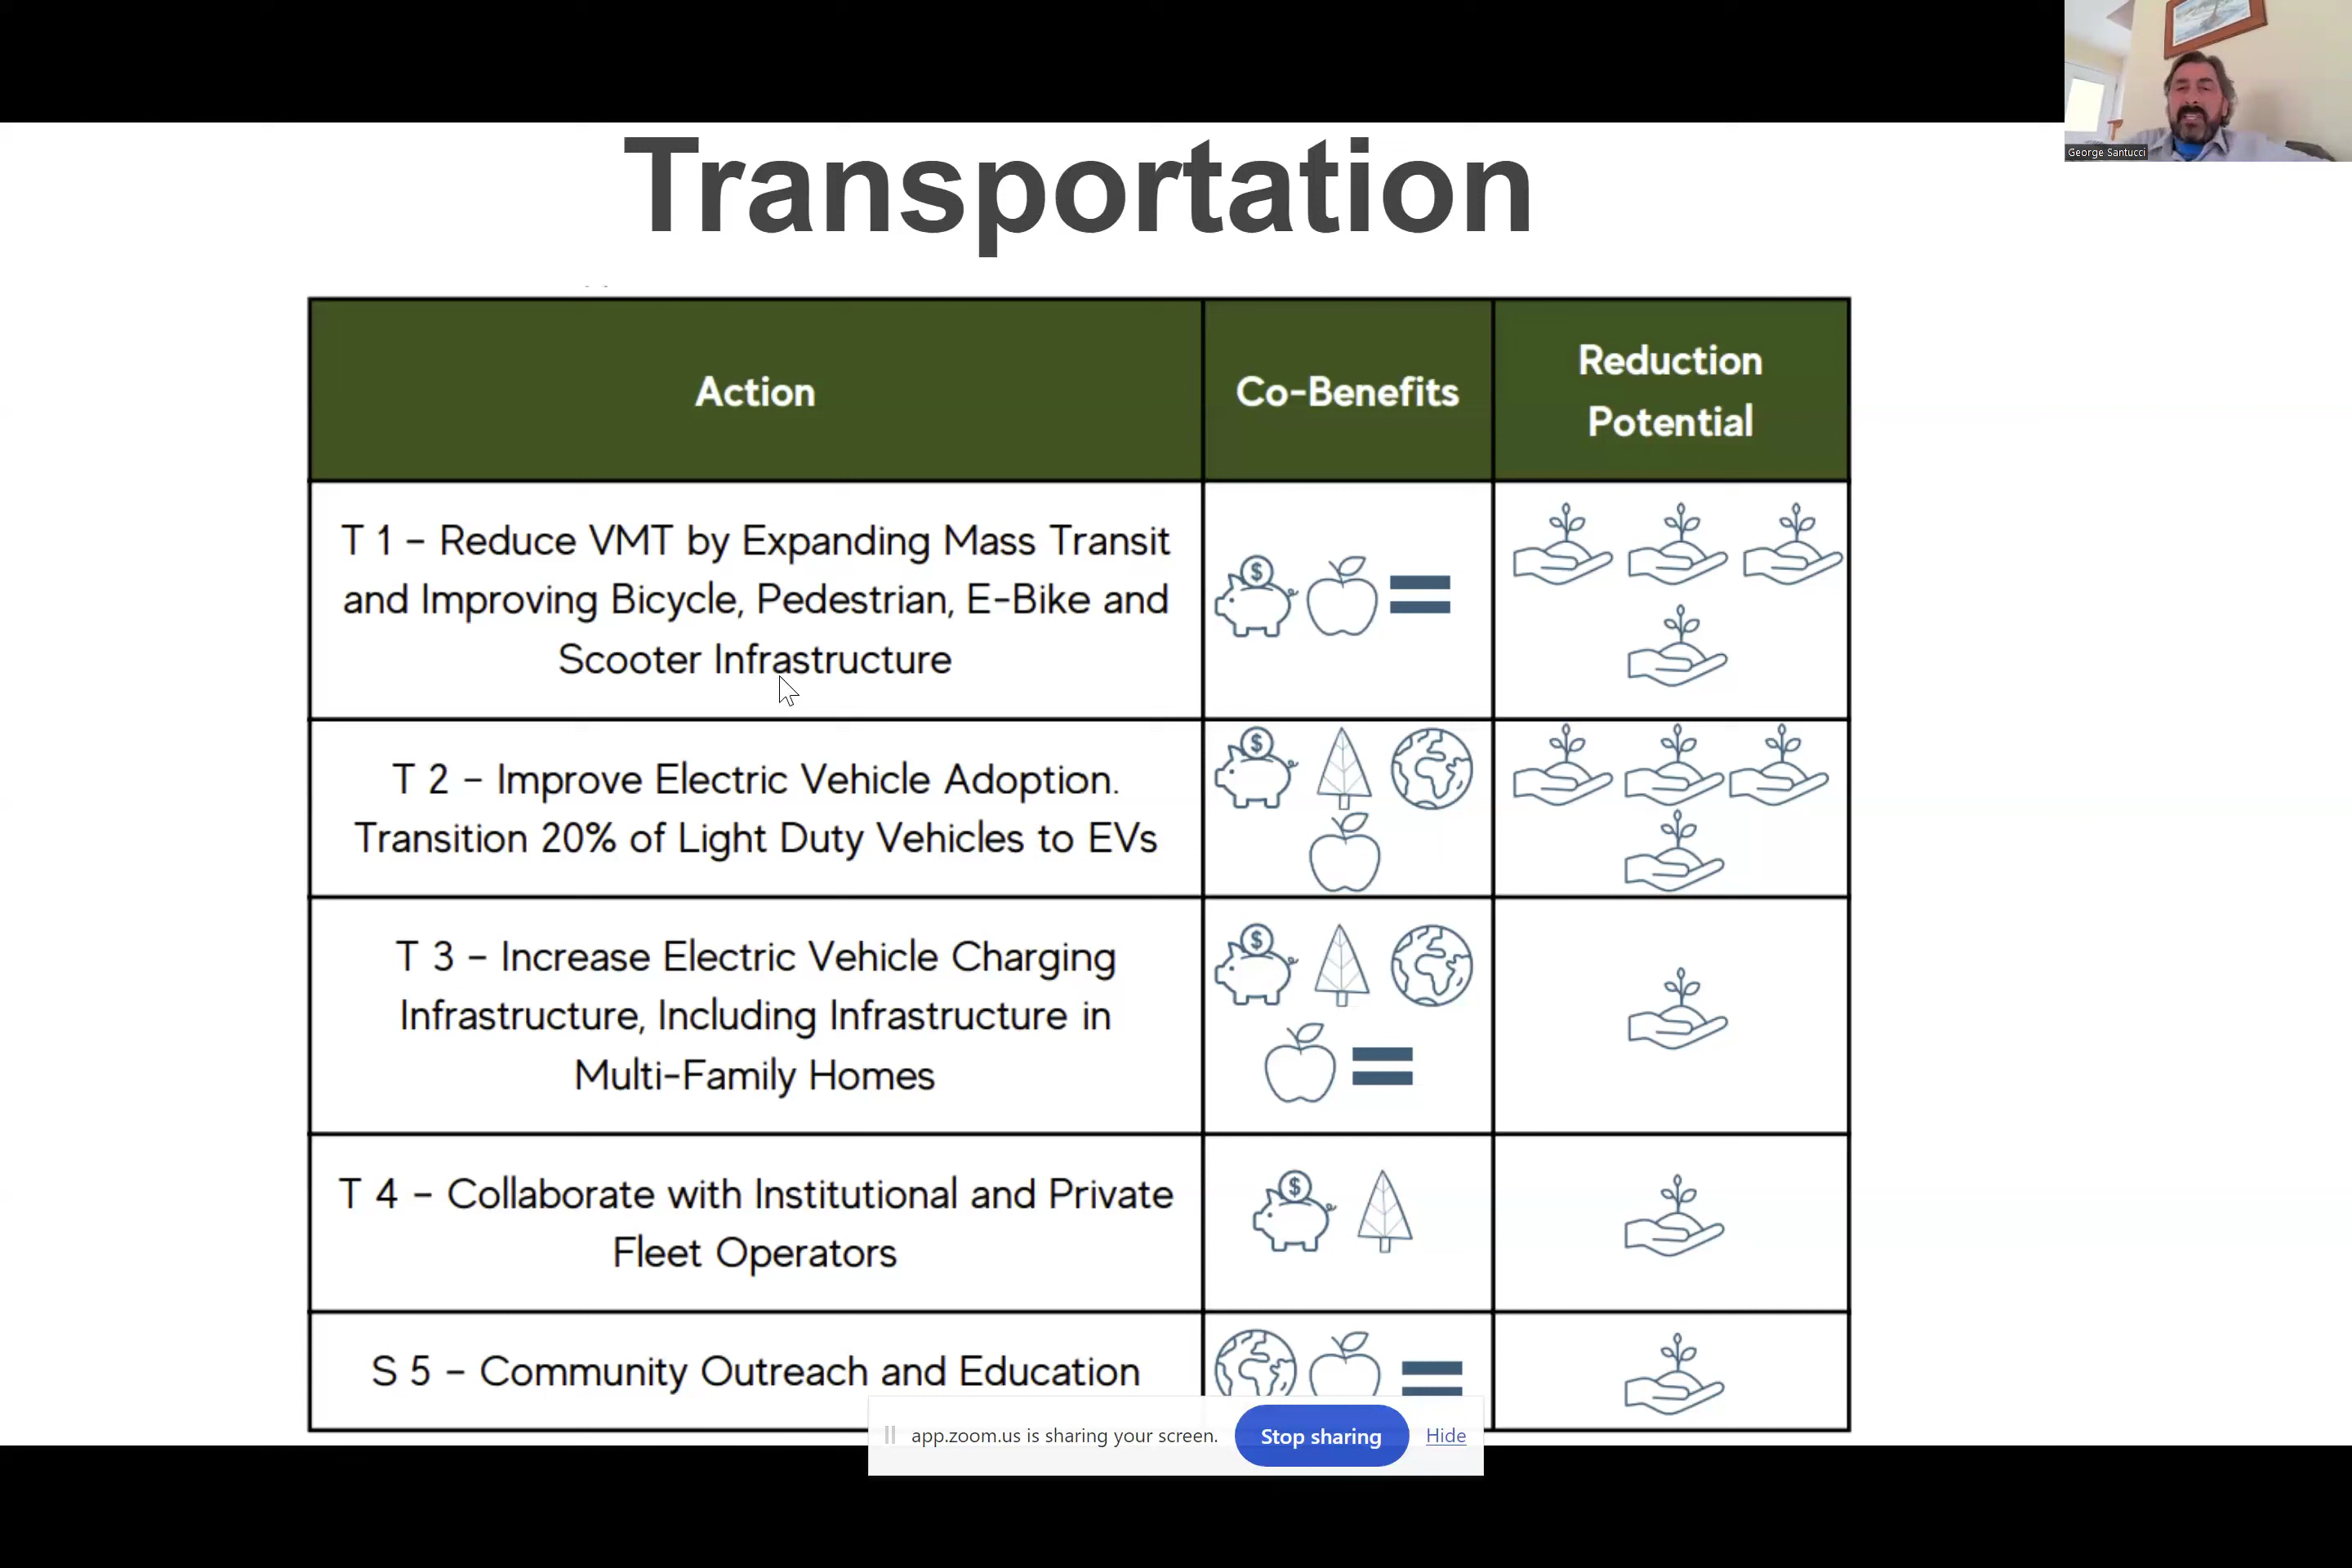 Transportation
George Santucci
Action
Co-Benefits
Reduction
Potential
T 1 – Reduce VMT by Expanding Mass Transit
and Improving Bicycle, Pedestrian, E-Bike and
Scooter Infrastructure
$
T 2 – Improve Electric Vehicle Adoption.
Transition 20% of Light Duty Vehicles to EVs
$
T 3 – Increase Electric Vehicle Charging
Infrastructure, Including Infrastructure in
Multi-Family Homes
$
T 4 – Collaborate with Institutional and Private
Fleet Operators
$
S 5 – Community Outreach and Education
app.zoom.us is sharing your screen.
Stop sharing
Hide